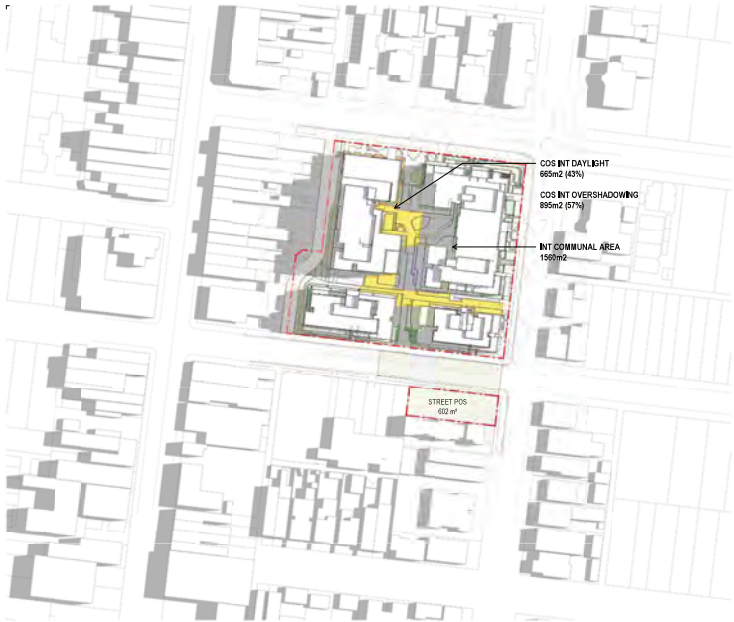 COS INT DAYLIGHT
665m2 (43%)
COS INT OVERSHADOWING
895m2 (57%)
INT COMMUNAL AREA
1560m2
STREET POS
602 m²